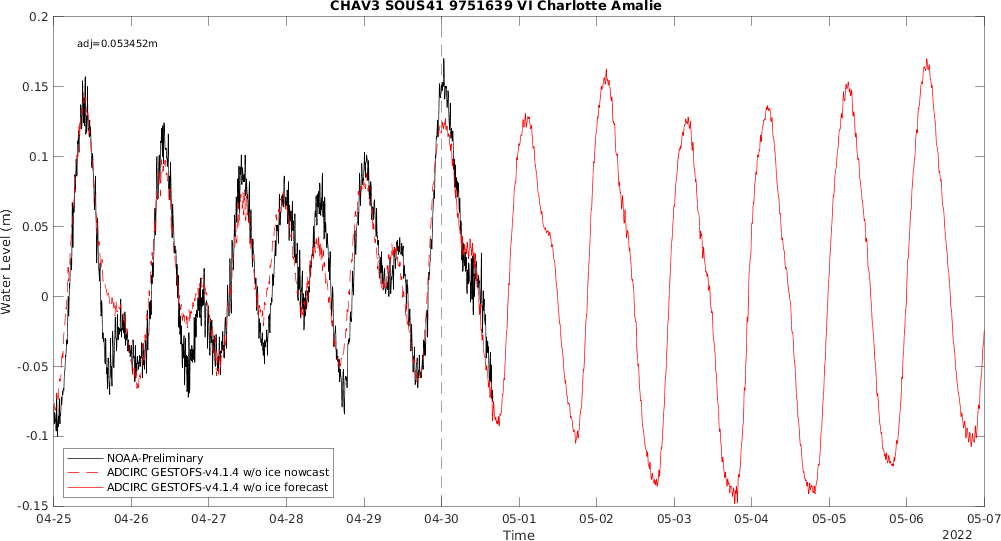 CHAV3 SOUS41 9751639 VI Charlotte Amalie
adj=0.053452m
0.2
0.15
0.1
0.05
0
-0.05
-0.1
-0.15
Water Level (m)
NOAA-Preliminary
ADCIRC GESTOFS-v4.1.4 w/o ice nowcast
ADCIRC GESTOFS-v4.1.4 w/o ice forecast
04-25 04-26 04-27 04-28 04-29 04-30 05-01 05-02 05-03 05-04 05-05 05-06 05-07
Time
2022